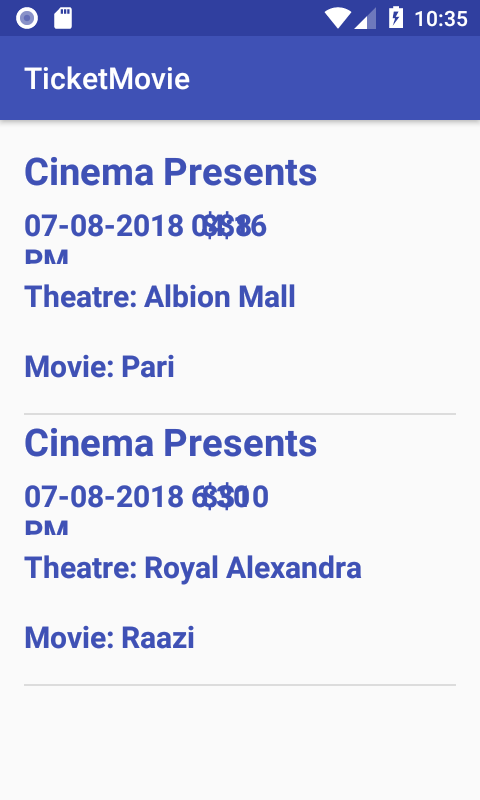 10:35
TicketMovie
Cinema Presents
07-08-2018
PM
Theatre: Albion Mall
Movie: Pari
Cinema Presents
07-08-2018
PM
Theatre: Royal Alexandra
Movie: Raazi